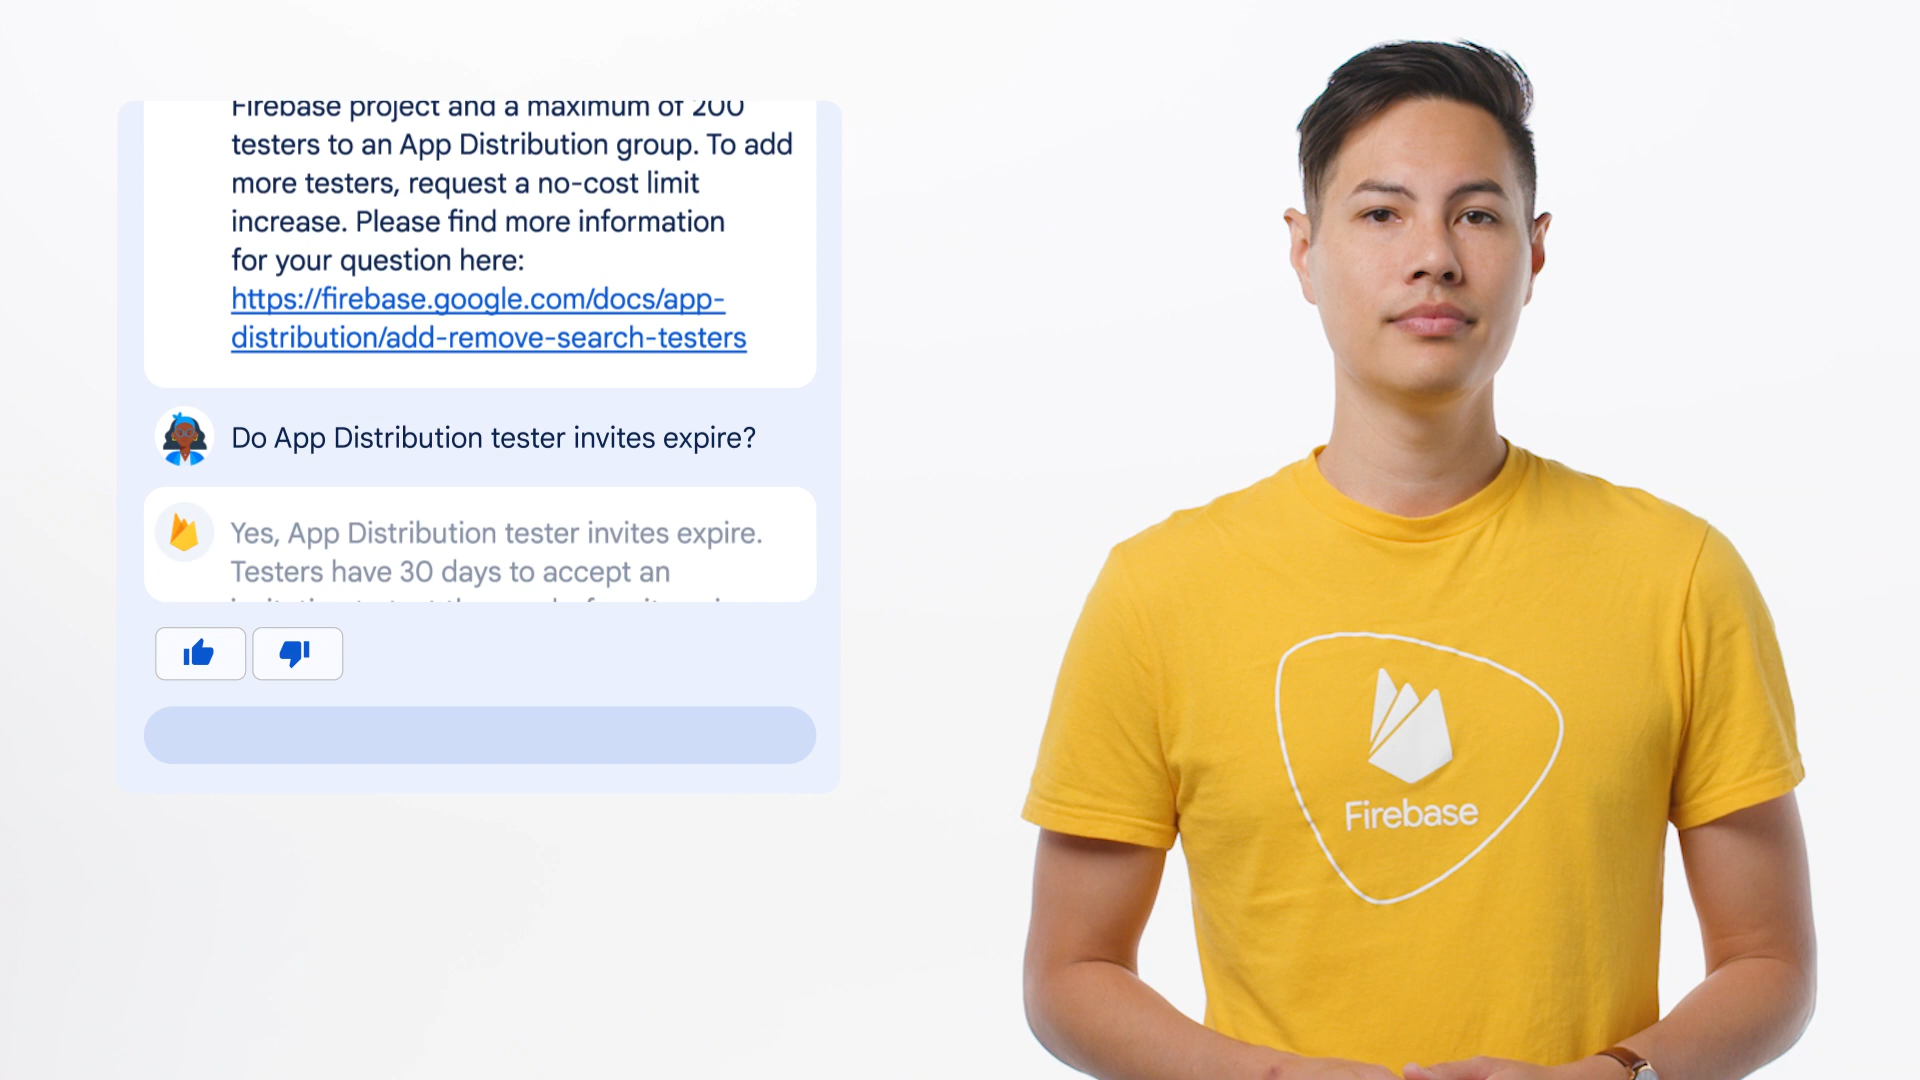 Firebase project and a maximum of 200
testers to an App Distribution group. To add
more testers, request a no-cost limit
increase. Please find more information
for your question here:
https://firebase.google.com/docs/app-
distribution/add-remove-search-testers
Do App Distribution tester invites expire?
Yes, App Distribution tester invites expire.
Testers have 30 days to accept an
Firebase